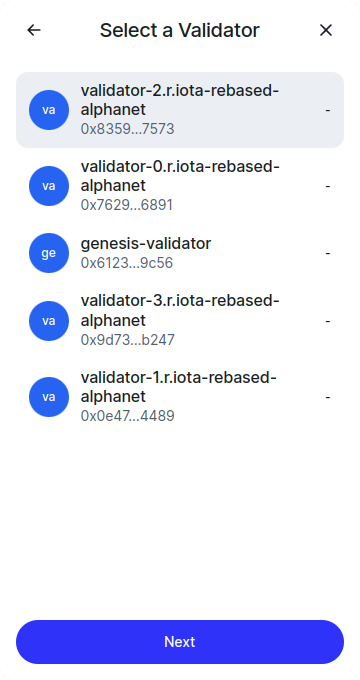 Select a Validator
va
validator-2.r.iota-rebased-
alphanet
0x8359...7573
-
va
validator-0.r.iota-rebased-
alphanet
0x7629...6891
-
ge
genesis-validator
0x6123...9c56
-
va
validator-3.r.iota-rebased-
alphanet
0x9d73...b247
-
va
validator-1.r.iota-rebased-
alphanet
0x0e47...4489
-
Next